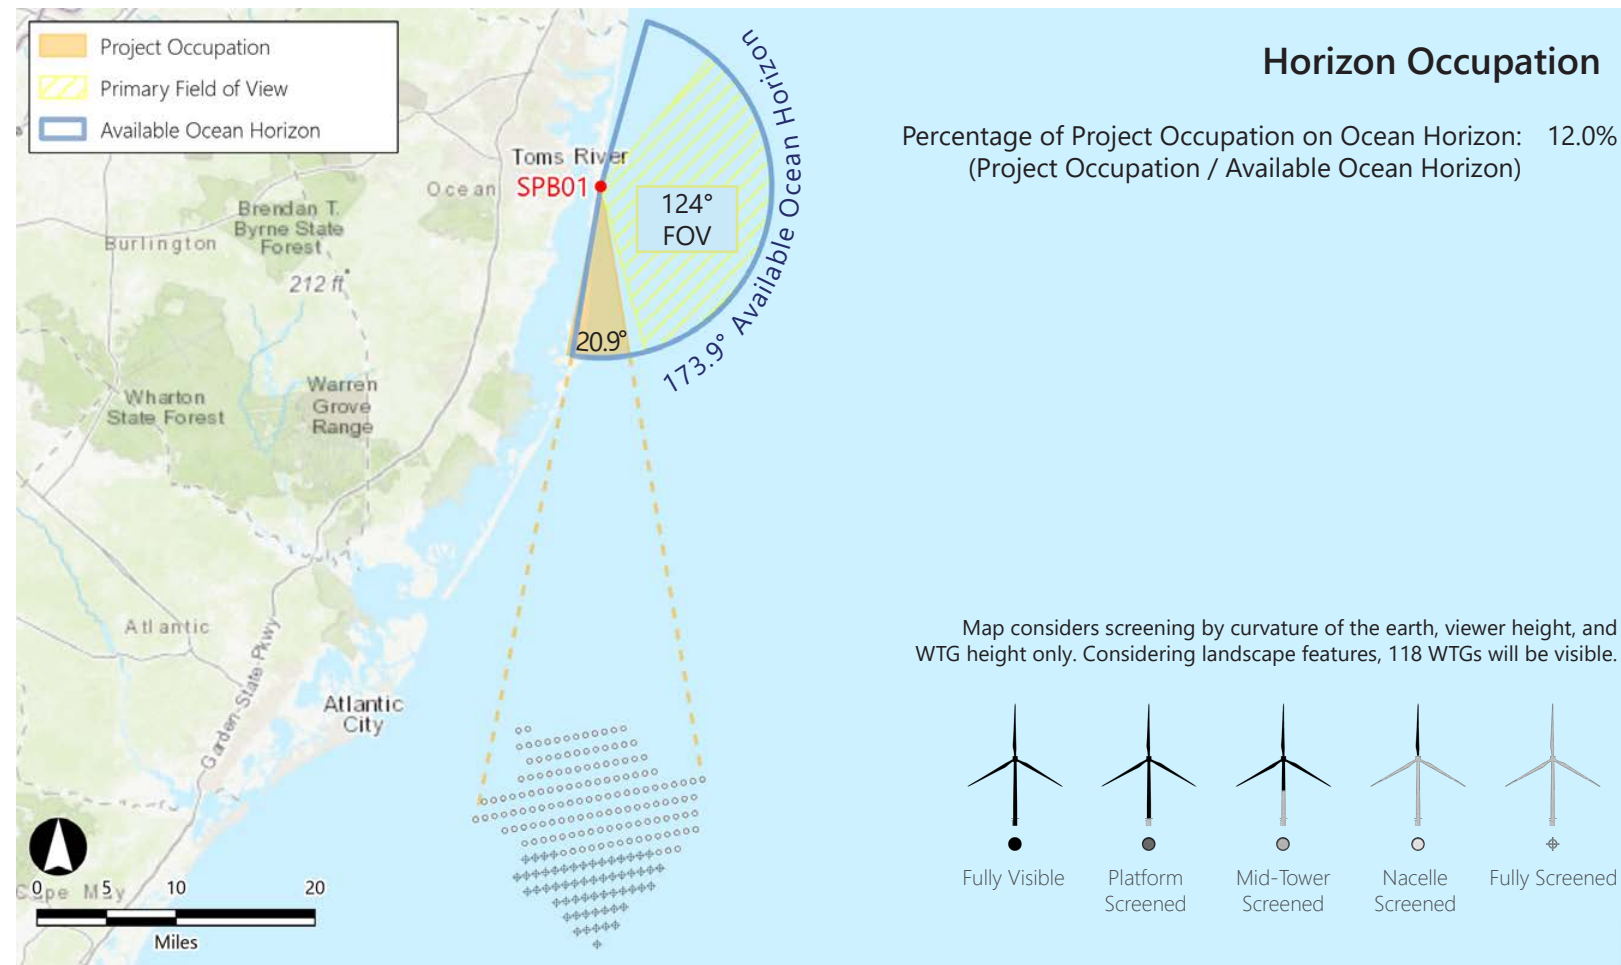 Project Occupation
Primary Field of View
Available Ocean Horizon
Horizon Occupation
Percentage of Project Occupation on Ocean Horizon: 12.0%
(Project Occupation / Available Ocean Horizon)
173.9° Available Ocean Horizon
Toms River
Ocean
SPB01
124°
FOV
Brendan T.
Byrne State
Forest
Burlington
212 ft
20.9°
Wharton
State Forest
Warren
Grove
Range
Atlantic
Garden-State-Pkwy
Atlantic
City
Map considers screening by curvature of the earth, viewer height, and
WTG height only. Considering landscape features, 118 WTGs will be visible.
Cape May
0 5 10 20
Miles
Fully Visible
Platform
Screened
Mid-Tower
Screened
Nacelle
Screened
Fully Screened